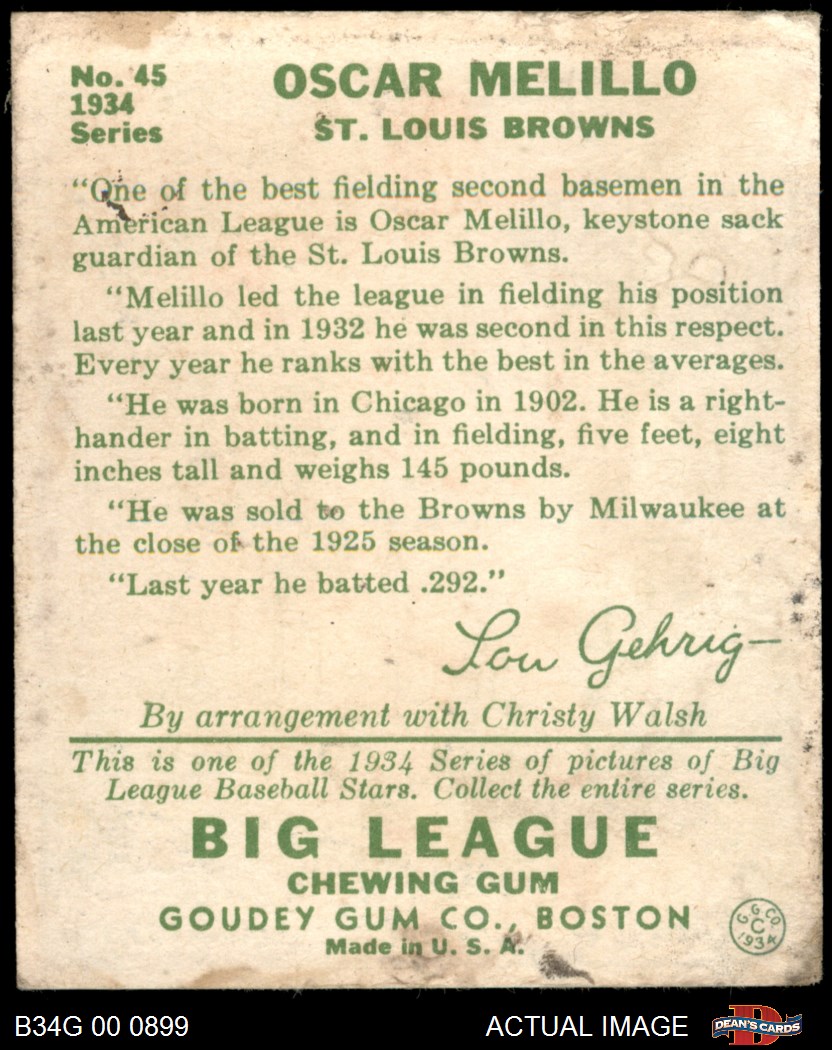 No. 45
1934
Series
OSCAR MELILLO
ST. LOUIS BROWNS
"One of the best fielding second basemen in the
American League is Oscar Melillo, keystone sack
guardian of the St. Louis Browns.
"Melillo led the league in fielding his position
last year and in 1932 he was second in this respect.
Every year he ranks with the best in the averages.
"He was born in Chicago in 1902. He is a right-
hander in batting, and in fielding, five feet, eight
inches tall and weighs 145 pounds.
"He was sold to the Browns by Milwaukee at
the close of the 1925 season.
"Last year he batted .292."
Lou Gehrig
By arrangement with Christy Walsh
This is one of the 1934 Series of pictures of Big
League Baseball Stars. Collect the entire series.
BIG LEAGUE
CHEWING GUM
GOUDEY GUM CO., BOSTON
Made in U. S. A.
G. G. CO.
C
1934
B34G 00 0899
ACTUAL IMAGE
D
DEAN'S CARDS